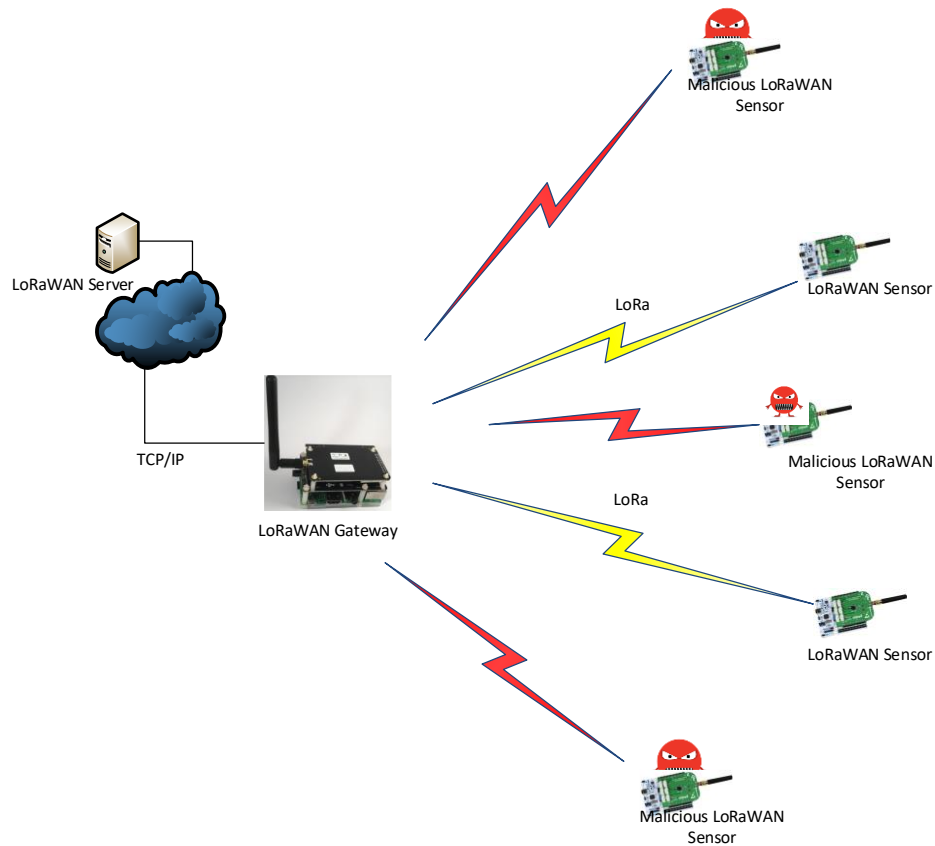 Malicious LoRaWAN
Sensor
LoRaWAN Server
LoRaWAN Sensor
LoRa
TCP/IP
Malicious LoRaWAN
Sensor
LoRa
LoRaWAN Gateway
LoRaWAN Sensor
Malicious LoRaWAN
Sensor